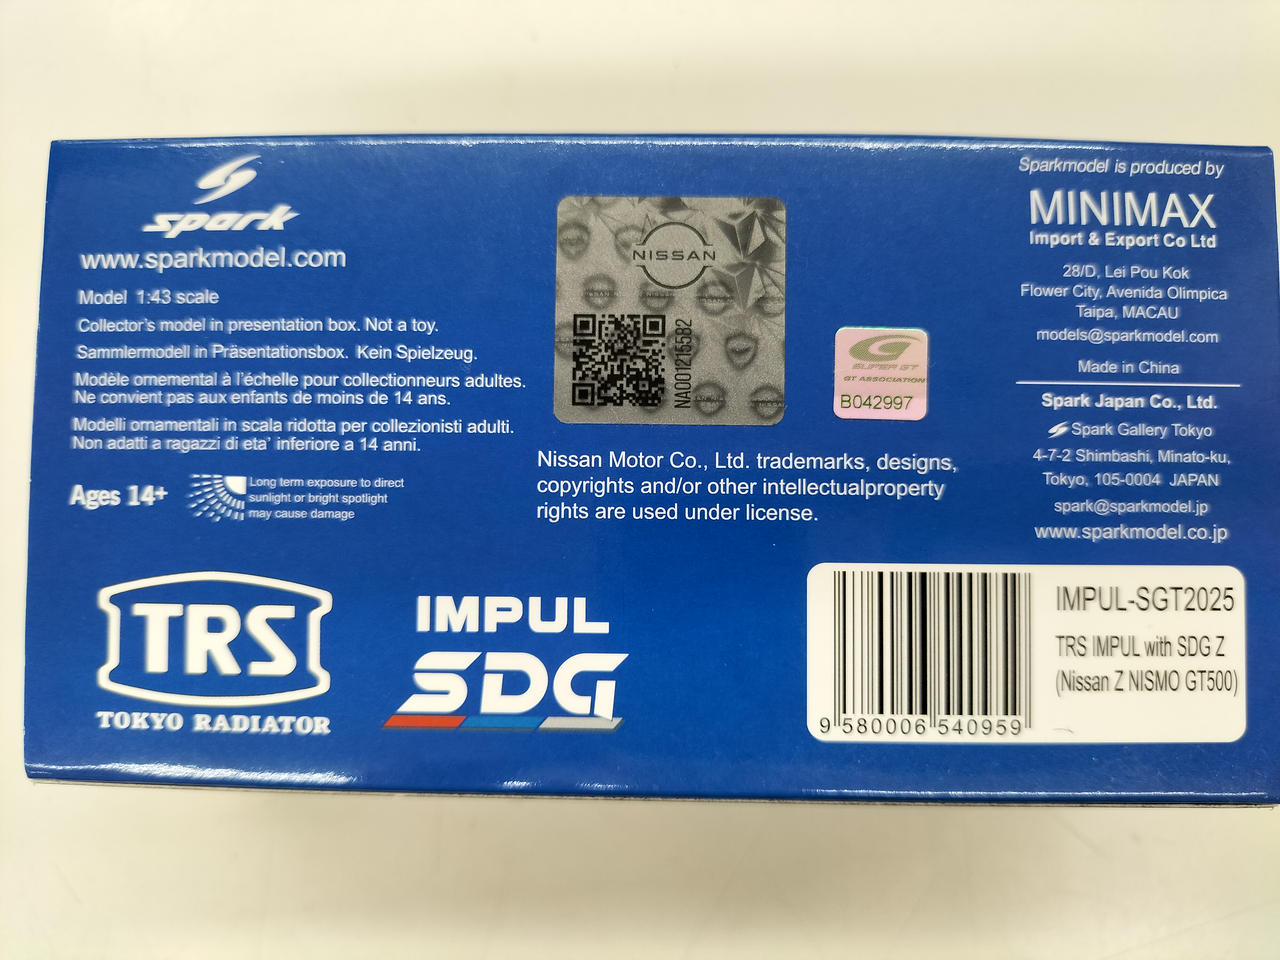 spark
www.sparkmodel.com
Model 1:43 scale
Collector's model in presentation box. Not a toy.
Sammlermodell in Präsentationsbox. Kein Spielzeug.
Modèle ornemental à l'échelle pour collectionneurs adultes.
Ne convient pas aux enfants de moins de 14 ans.
Modelli ornamentali in scala ridotta per collezionisti adulti.
Non adatti a ragazzi di eta' inferiore a 14 anni.
Ages 14+
Long term exposure to direct
sunlight or bright spotlight
may cause damage
NISSAN
NA001216582
SUPER GT
GT ASSOCIATION
B042997
Nissan Motor Co., Ltd. trademarks, designs,
copyrights and/or other intellectualproperty
rights are used under license.
Sparkmodel is produced by
MINIMAX
Import & Export Co Ltd
28/D, Lei Pou Kok
Flower City, Avenida Olimpica
Taipa, MACAU
models@sparkmodel.com
Made in China
Spark Japan Co., Ltd.
Spark Gallery Tokyo
4-7-2 Shimbashi, Minato-ku,
Tokyo, 105-0004 JAPAN
spark@sparkmodel.jp
www.sparkmodel.co.jp
TRS
TOKYO RADIATOR
IMPUL
SDG
9 580006 540959
IMPUL-SGT2025
TRS IMPUL with SDG Z
(Nissan Z NISMO GT500)